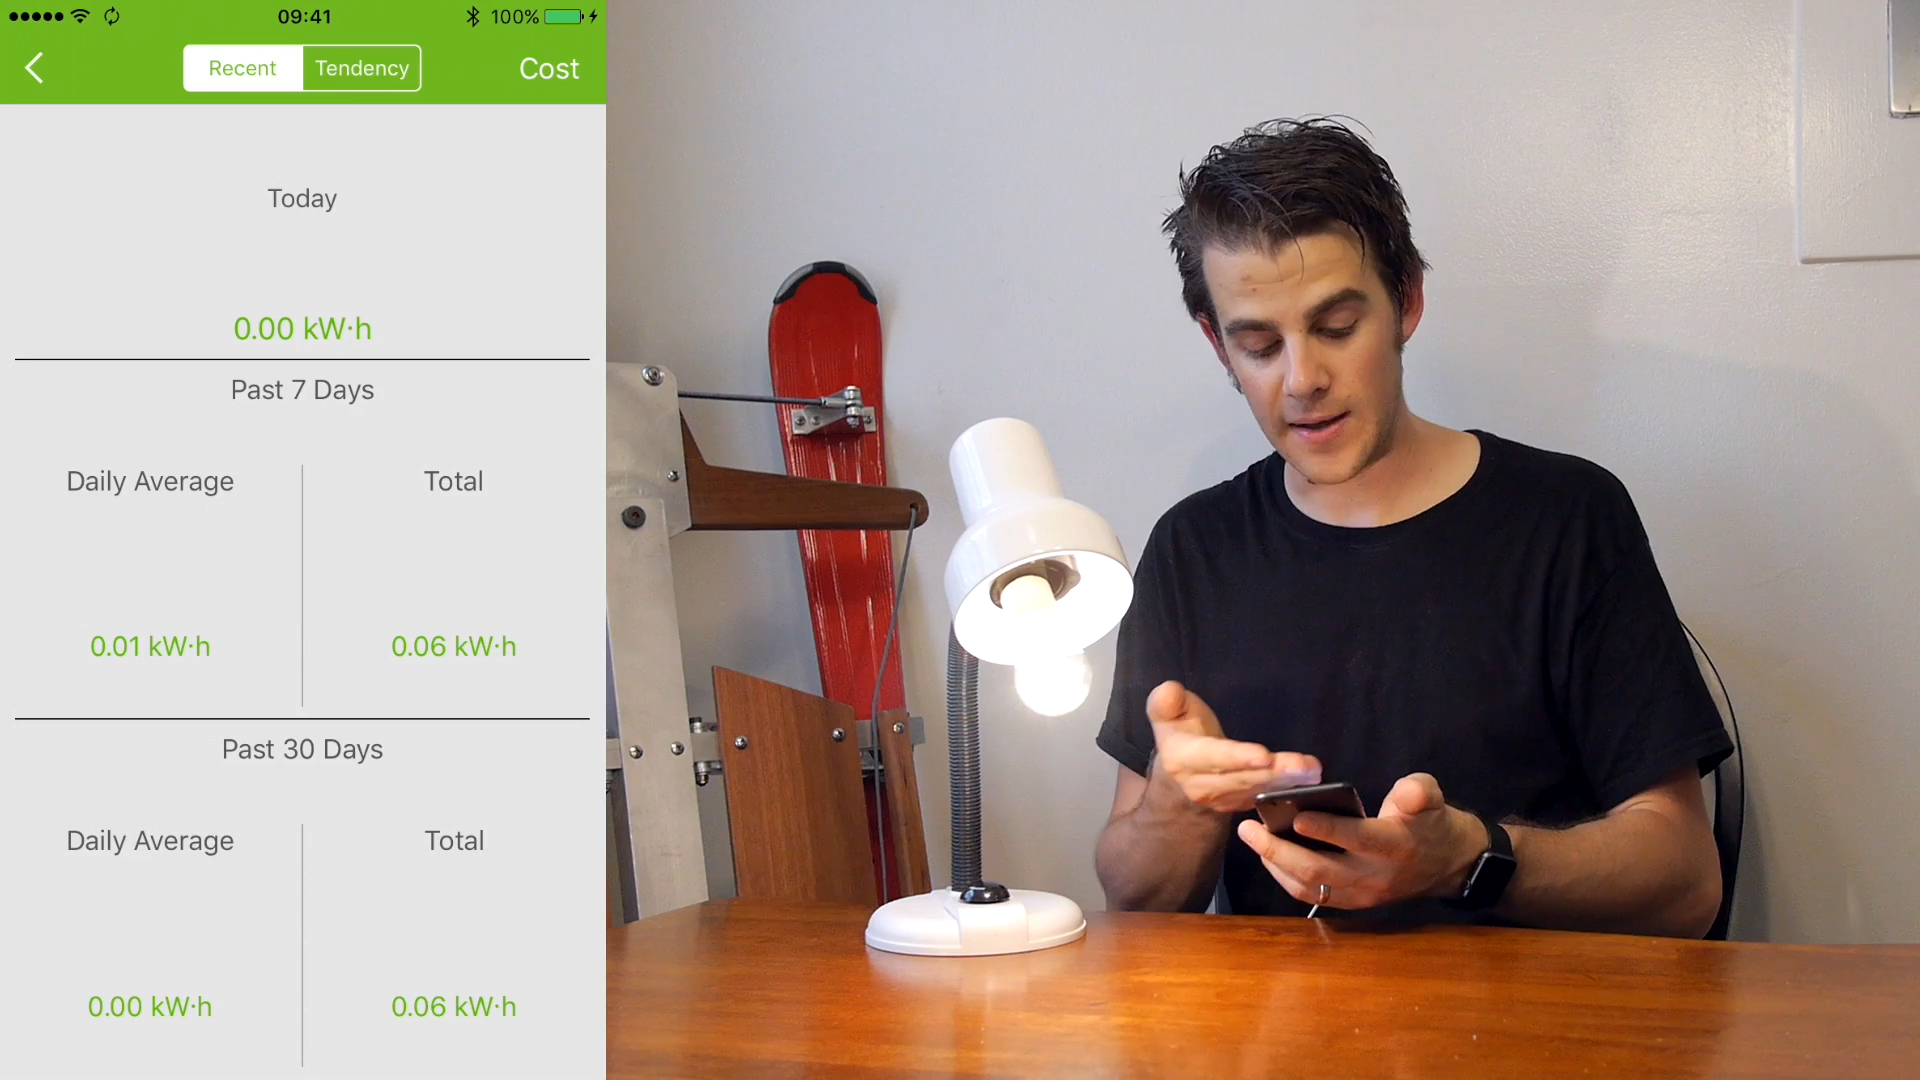 09:41
100%
Recent
Tendency
Cost
Today
0.00 kW·h
Past 7 Days
Daily Average
Total
0.01 kW·h
0.06 kW·h
Past 30 Days
Daily Average
Total
0.00 kW·h
0.06 kW·h